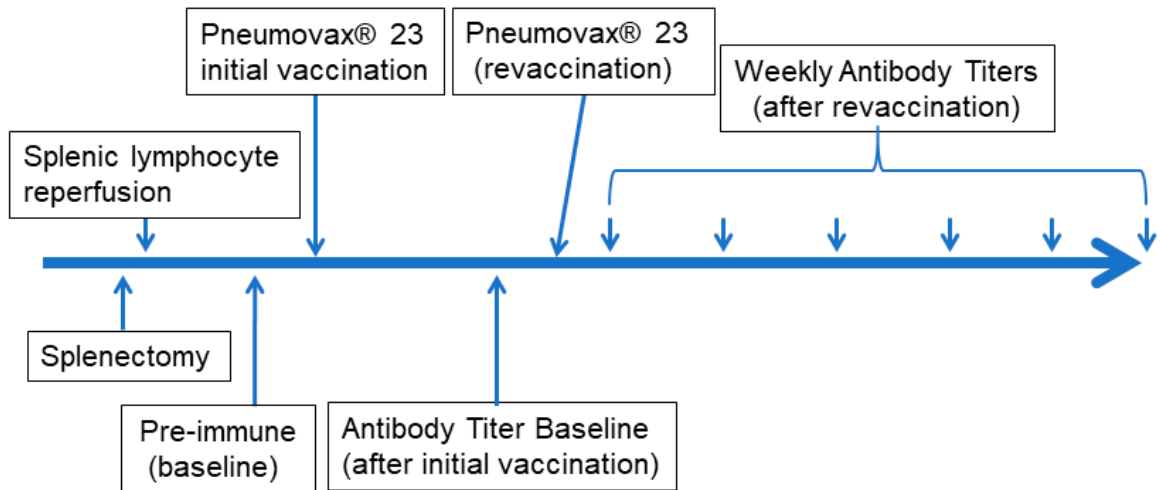 Pneumovax® 23
initial vaccination
Pneumovax® 23
(revaccination)
Weekly Antibody Titers
(after revaccination)
Splenic lymphocyte
reperfusion
Splenectomy
Pre-immune
(baseline)
Antibody Titer Baseline
(after initial vaccination)